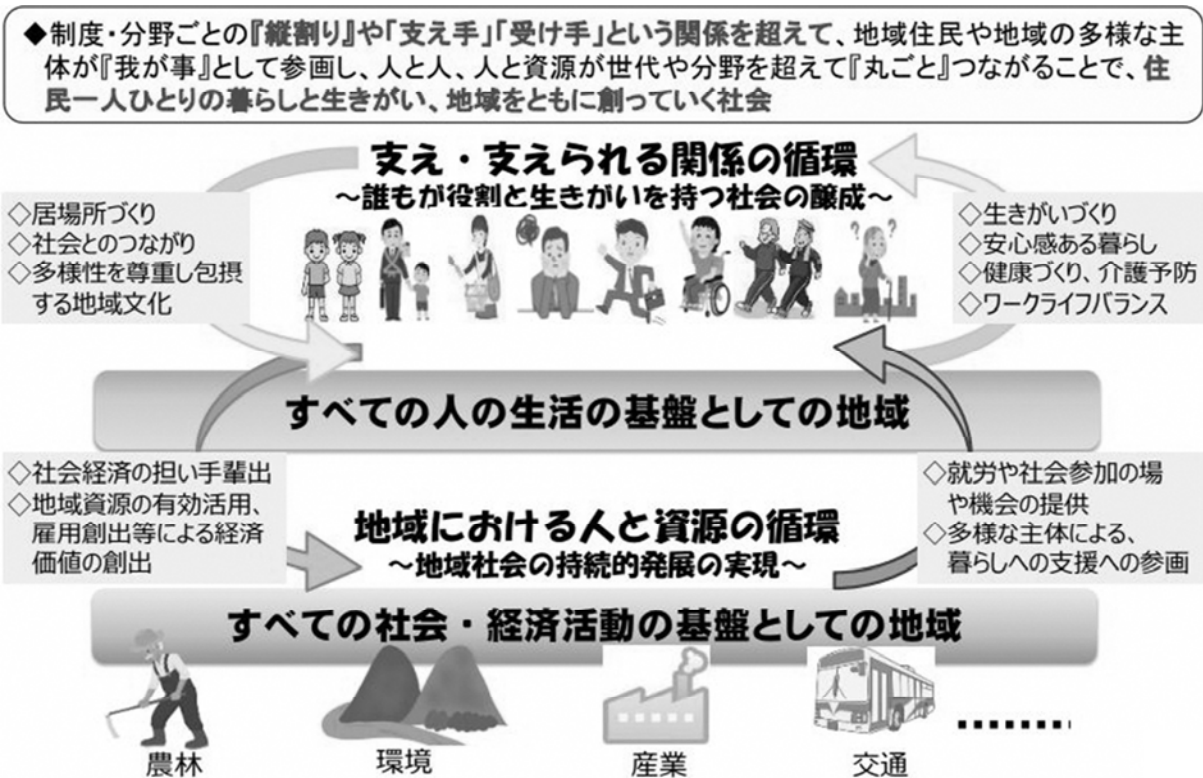 ◆制度・分野ごとの『縦割り』や「支え手」「受け手」という関係を超えて、地域住民や地域の多様な主
体が『我が事』として参画し、人と人、人と資源が世代や分野を超えて『丸ごと』つながることで、住
民一人ひとりの暮らしと生きがい、地域をともに創っていく社会
支え・支えられる関係の循環
～誰もが役割と生きがいを持つ社会の醸成～
◇居場所づくり
◇社会とのつながり
◇多様性を尊重し包摂
する地域文化
◇生きがいづくり
◇安心感ある暮らし
◇健康づくり、介護予防
◇ワークライフバランス
? ?
すべての人の生活の基盤としての地域
◇社会経済の担い手輩出
◇地域資源の有効活用、
雇用創出等による経済
価値の創出
地域における人と資源の循環
～地域社会の持続的発展の実現～
◇就労や社会参加の場
や機会の提供
◇多様な主体による、
暮らしへの支援への参画
すべての社会・経済活動の基盤としての地域
農林
環境
産業
交通